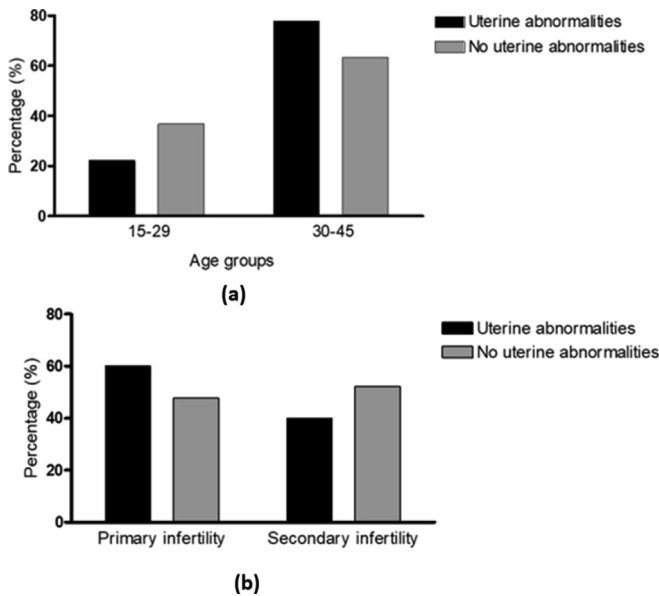 80
60
40
20
0
Percentage (%)
15-29
30-45
Age groups
Uterine abnormalities
No uterine abnormalities
(a)
80
60
40
20
0
Percentage (%)
Primary infertility
Secondary infertility
Uterine abnormalities
No uterine abnormalities
(b)